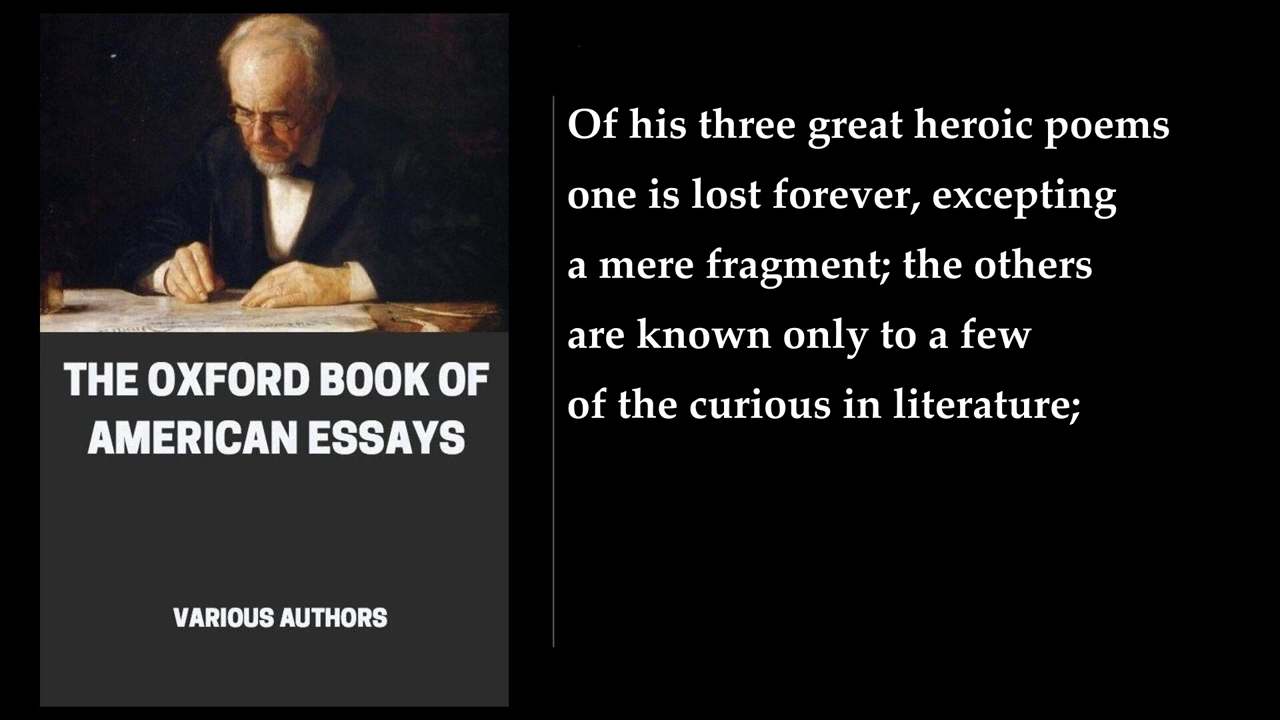 THE OXFORD BOOK OF
AMERICAN ESSAYS
VARIOUS AUTHORS
Of his three great heroic poems
one is lost forever, excepting
a mere fragment; the others
are known only to a few
of the curious in literature;